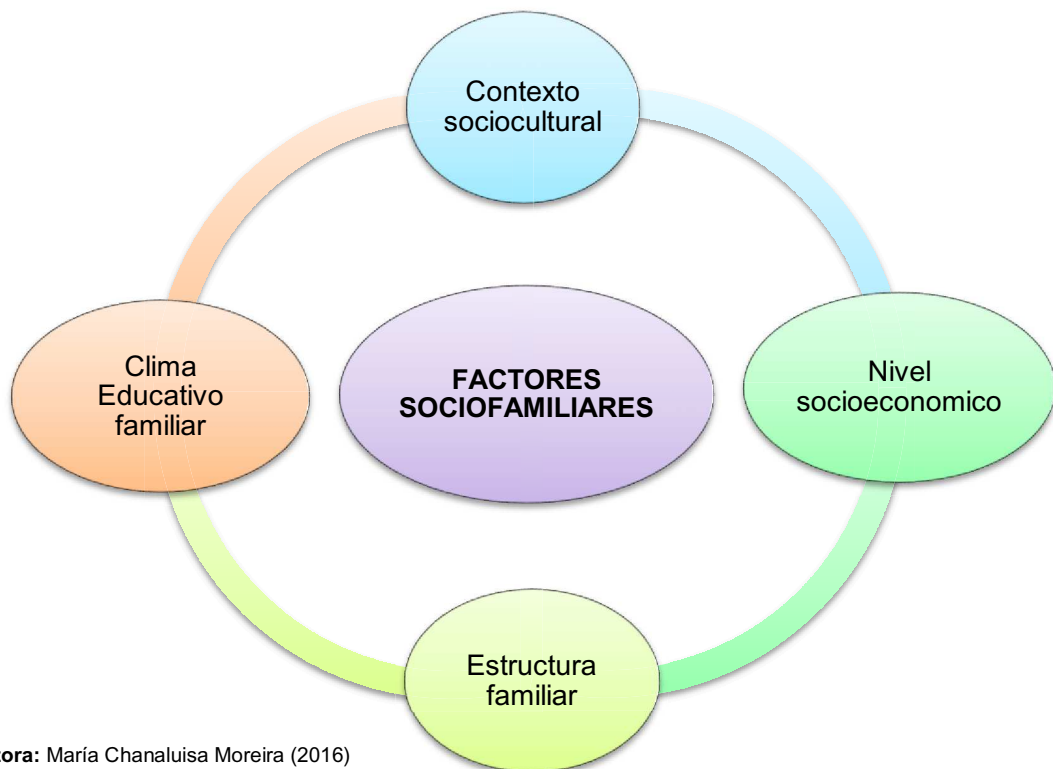 Contexto
sociocultural
Clima
Educativo
familiar
FACTORES
SOCIOFAMILIARES
Nivel
socioeconomico
Estructura
familiar
tora: María Chanaluisa Moreira (2016)